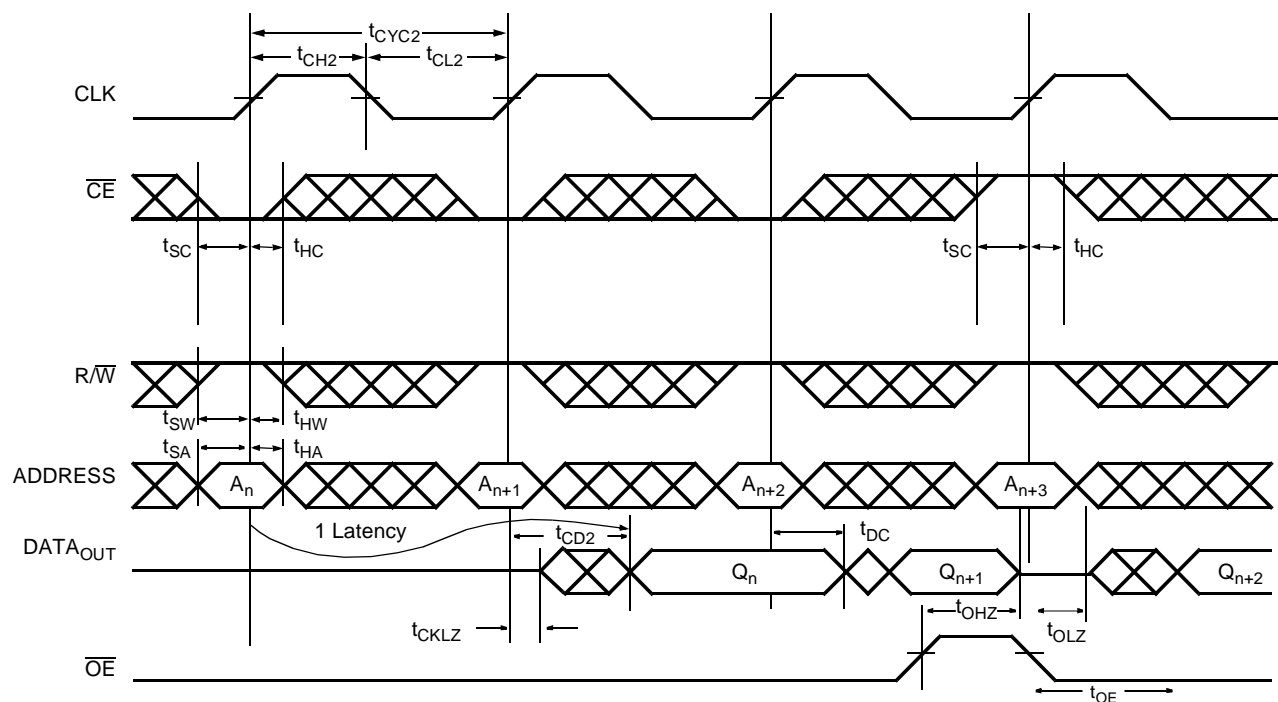 tCYC2
tCH2 tCL2
CLK
CE
tSC tHC tSC tHC
R/W
tSW tHW
tSA tHA
ADDRESS An An+1 An+2 An+3
1 Latency tCD2 tDC
DATAOUT Qn Qn+1 Qn+2
tOHZ
tCKLZ tOLZ
OE
tOE